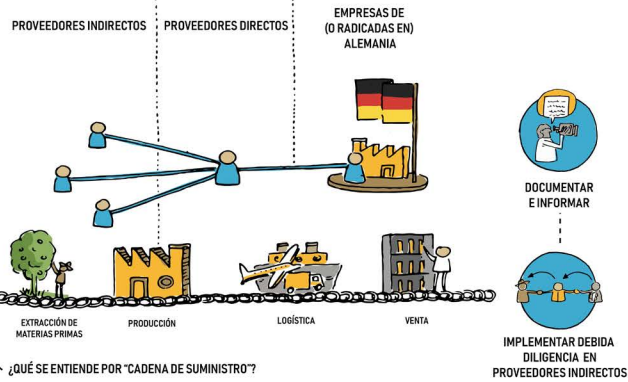 PROVEEDORES INDIRECTOS
PROVEEDORES DIRECTOS
EMPRESAS DE
(O RADICADAS EN)
ALEMANIA
DOCUMENTAR
E INFORMAR
EXTRACCIÓN DE
MATERIAS PRIMAS
PRODUCCIÓN
LOGÍSTICA
VENTA
IMPLEMENTAR DEBIDA
DILIGENCIA EN
PROVEEDORES INDIRECTOS
¿QUÉ SE ENTIENDE POR "CADENA DE SUMINISTRO"?